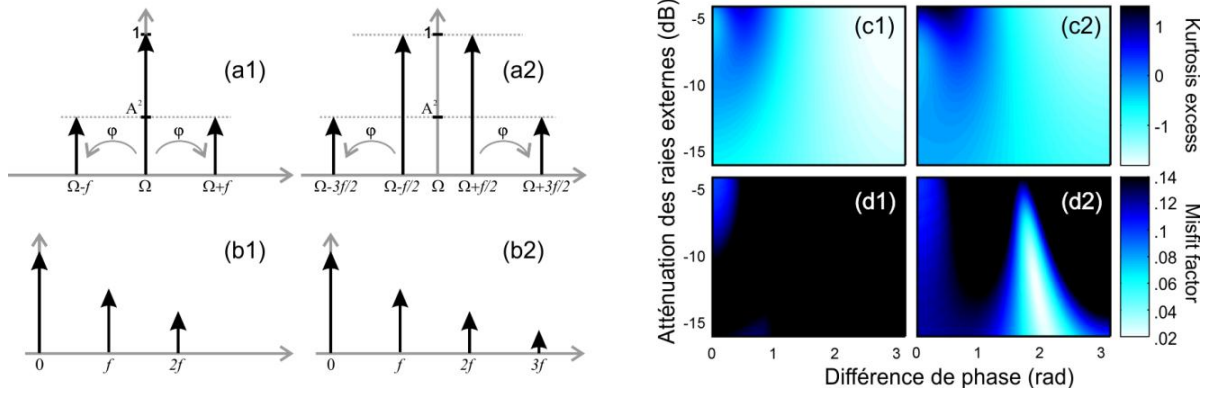 1
(a1)
A²
φ φ
Ω-f Ω Ω+f
1
(a2)
A²
φ φ
Ω-3f/2 Ω-f/2 Ω Ω+f/2 Ω+3f/2
(b1)
0 f 2f
(b2)
0 f 2f 3f
Atténuation des raies externes (dB)
-5
-10
-15
(c1)
(c2)
1
0
-1
Kurtosis excess
-5
-10
-15
(d1)
(d2)
.14
.12
.1
.08
.06
.04
.02
Misfit factor
0 1 2 3
0 1 2 3
Différence de phase (rad)